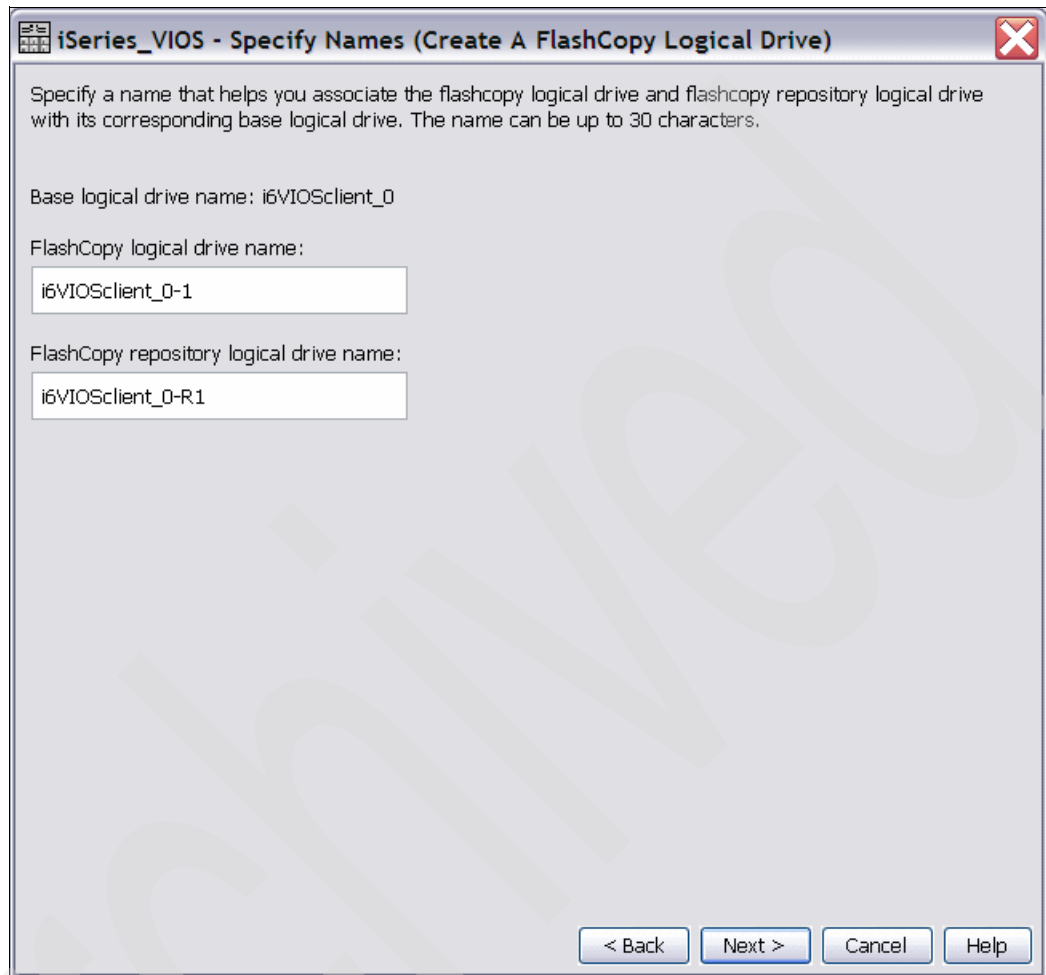 iSeries_VIOS - Specify Names (Create A FlashCopy Logical Drive)
Specify a name that helps you associate the flashcopy logical drive and flashcopy repository logical drive
with its corresponding base logical drive. The name can be up to 30 characters.
Base logical drive name: i6VIOSclient_0
FlashCopy logical drive name:
i6VIOSclient_0-1
FlashCopy repository logical drive name:
i6VIOSclient_0-R1
< Back Next > Cancel Help